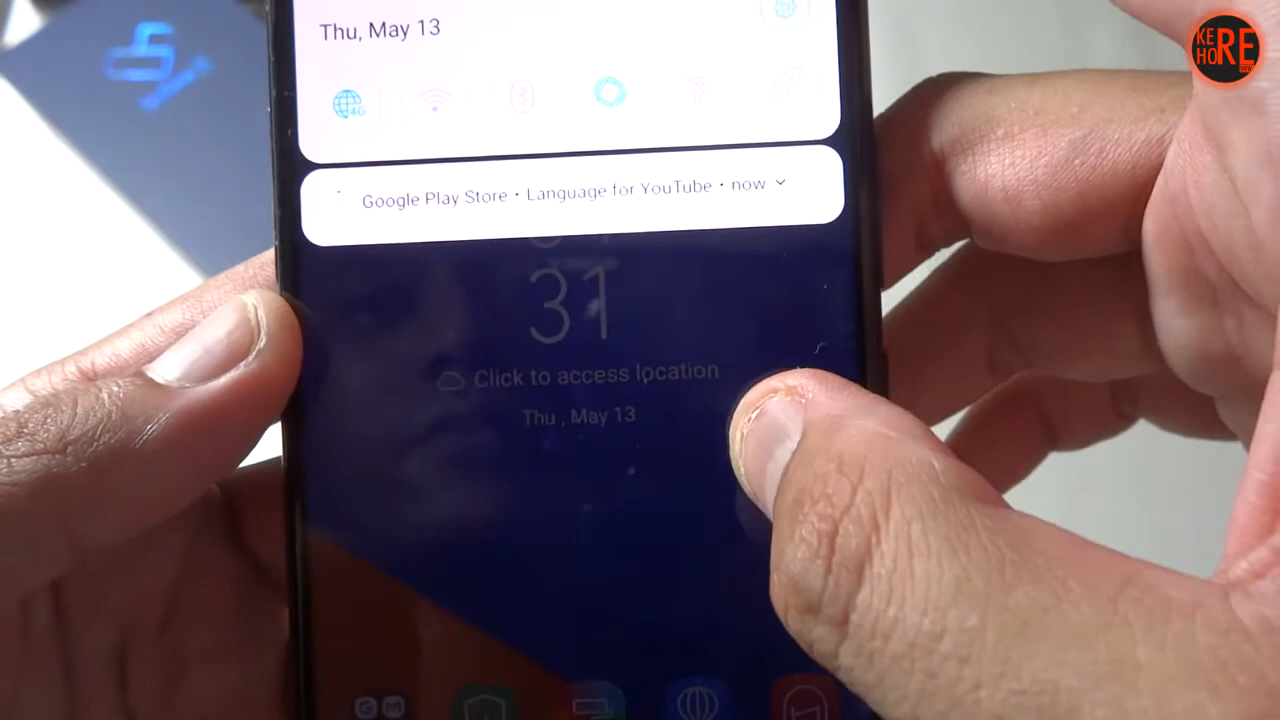 Thu, May 13
4G
Google Play Store • Language for YouTube • now
31
Click to access location
Thu , May 13
KE
HO
RE